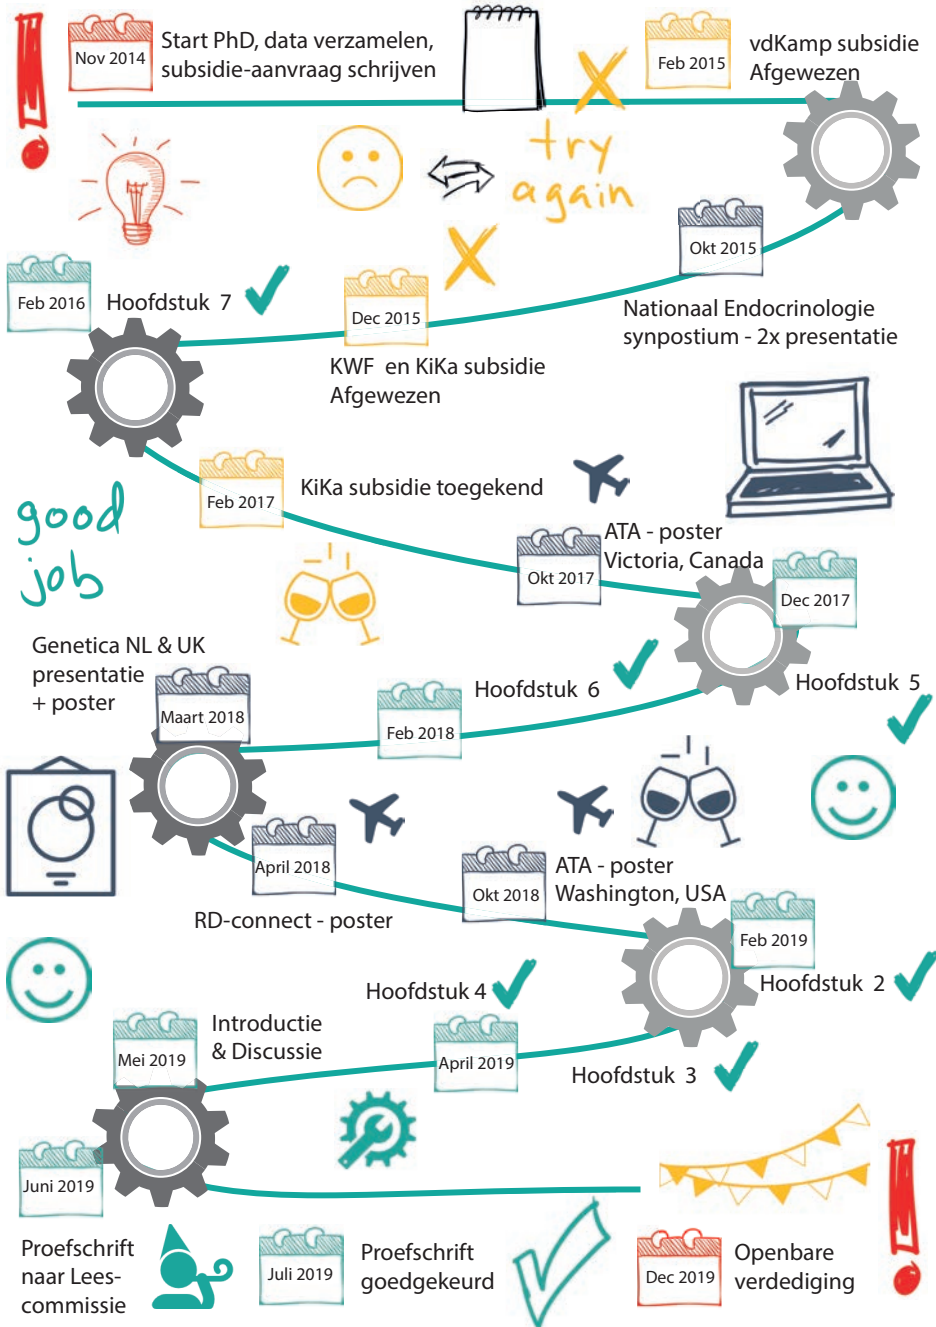 Nov 2014
Start PhD, data verzamelen,
subsidie-aanvraag schrijven
Feb 2015
vdKamp subsidie
Afgewezen
try
again
Okt 2015
Nationaal Endocrinologie
synpostium - 2x presentatie
Dec 2015
KWF en KiKa subsidie
Afgewezen
Feb 2016
Hoofdstuk 7
good
job
Feb 2017
KiKa subsidie toegekend
Okt 2017
ATA - poster
Victoria, Canada
Dec 2017
Hoofdstuk 5
Feb 2018
Hoofdstuk 6
Genetica NL & UK
presentatie
+ poster
Maart 2018
April 2018
RD-connect - poster
Okt 2018
ATA - poster
Washington, USA
Feb 2019
Hoofdstuk 2
Hoofdstuk 3
Hoofdstuk 4
April 2019
Mei 2019
Introductie
& Discussie
Juni 2019
Proefschrift
naar Lees-
commissie
Juli 2019
Proefschrift
goedgekeurd
Dec 2019
Openbare
verdediging